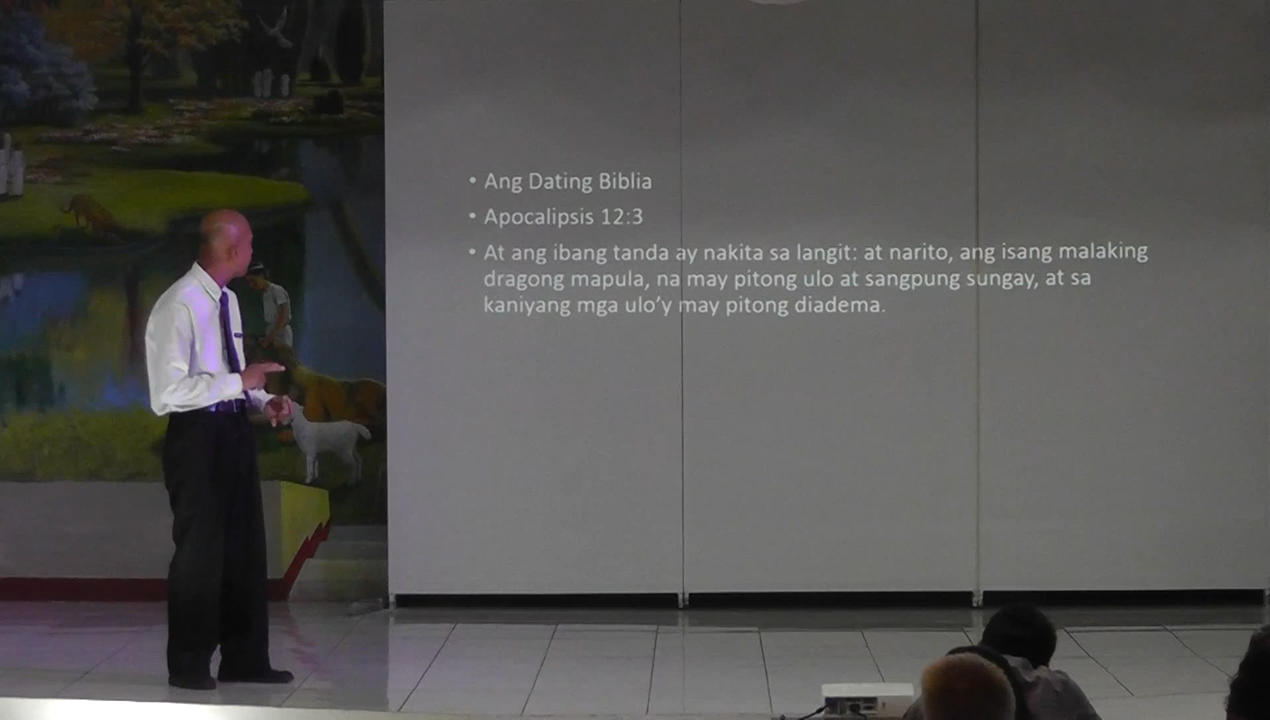 • Ang Dating Biblia
• Apocalipsis 12:3
• At ang ibang tanda ay nakita sa langit: at narito, ang isang malaking
dragong mapula, na may pitong ulo at sangpung sungay, at sa
kaniyang mga ulo'y may pitong diadema.